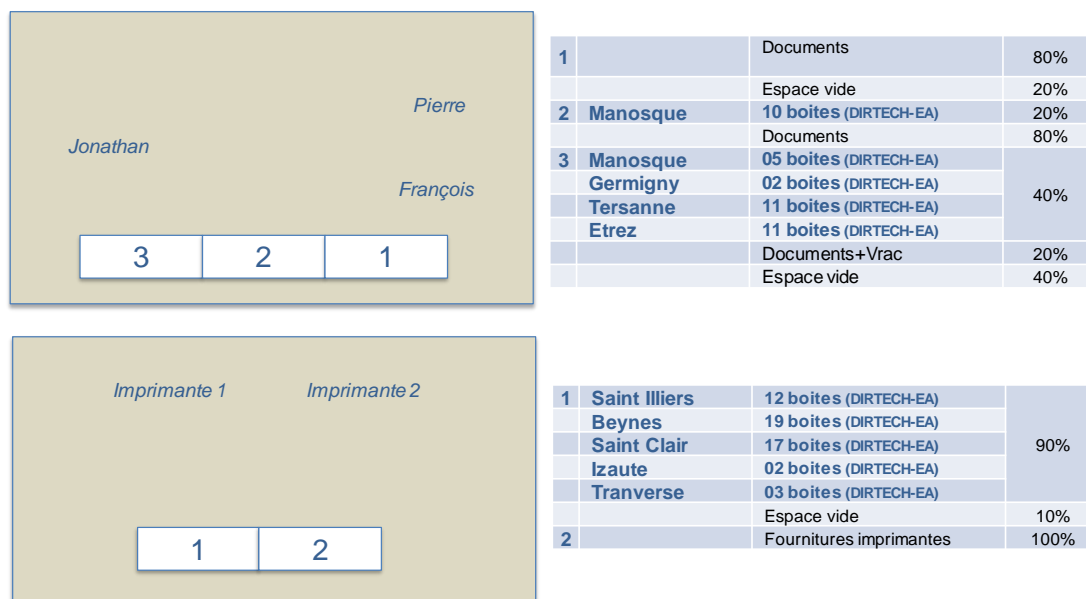 Pierre
Jonathan
François
3 2 1
Documents
1 80%
Espace vide 20%
2 Manosque 10 boites (DIRTECH-EA) 20%
Documents 80%
3 Manosque 05 boites (DIRTECH-EA)
Germigny 02 boites (DIRTECH-EA)
40%
Tersanne 11 boites (DIRTECH-EA)
Etrez 11 boites (DIRTECH-EA)
Documents+Vrac 20%
Espace vide 40%
Imprimante 1 Imprimante 2
1 2
1 Saint Illiers 12 boites (DIRTECH-EA)
Beynes 19 boites (DIRTECH-EA)
Saint Clair 17 boites (DIRTECH-EA) 90%
Izaute 02 boites (DIRTECH-EA)
Tranverse 03 boites (DIRTECH-EA)
Espace vide 10%
2 Fournitures imprimantes 100%